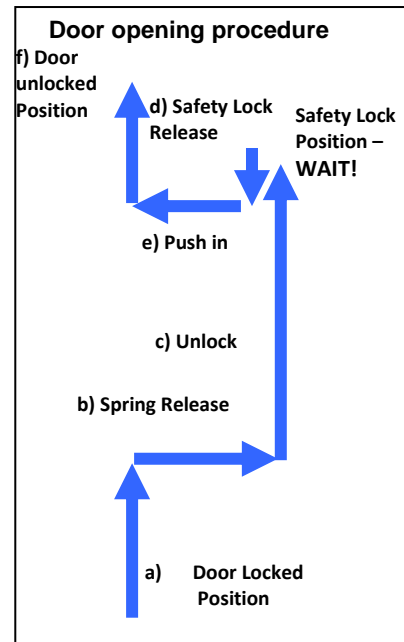 Door opening procedure
f) Door
unlocked
Position
d) Safety Lock
Release
Safety Lock
Position –
WAIT!
e) Push in
c) Unlock
b) Spring Release
a) Door Locked
Position